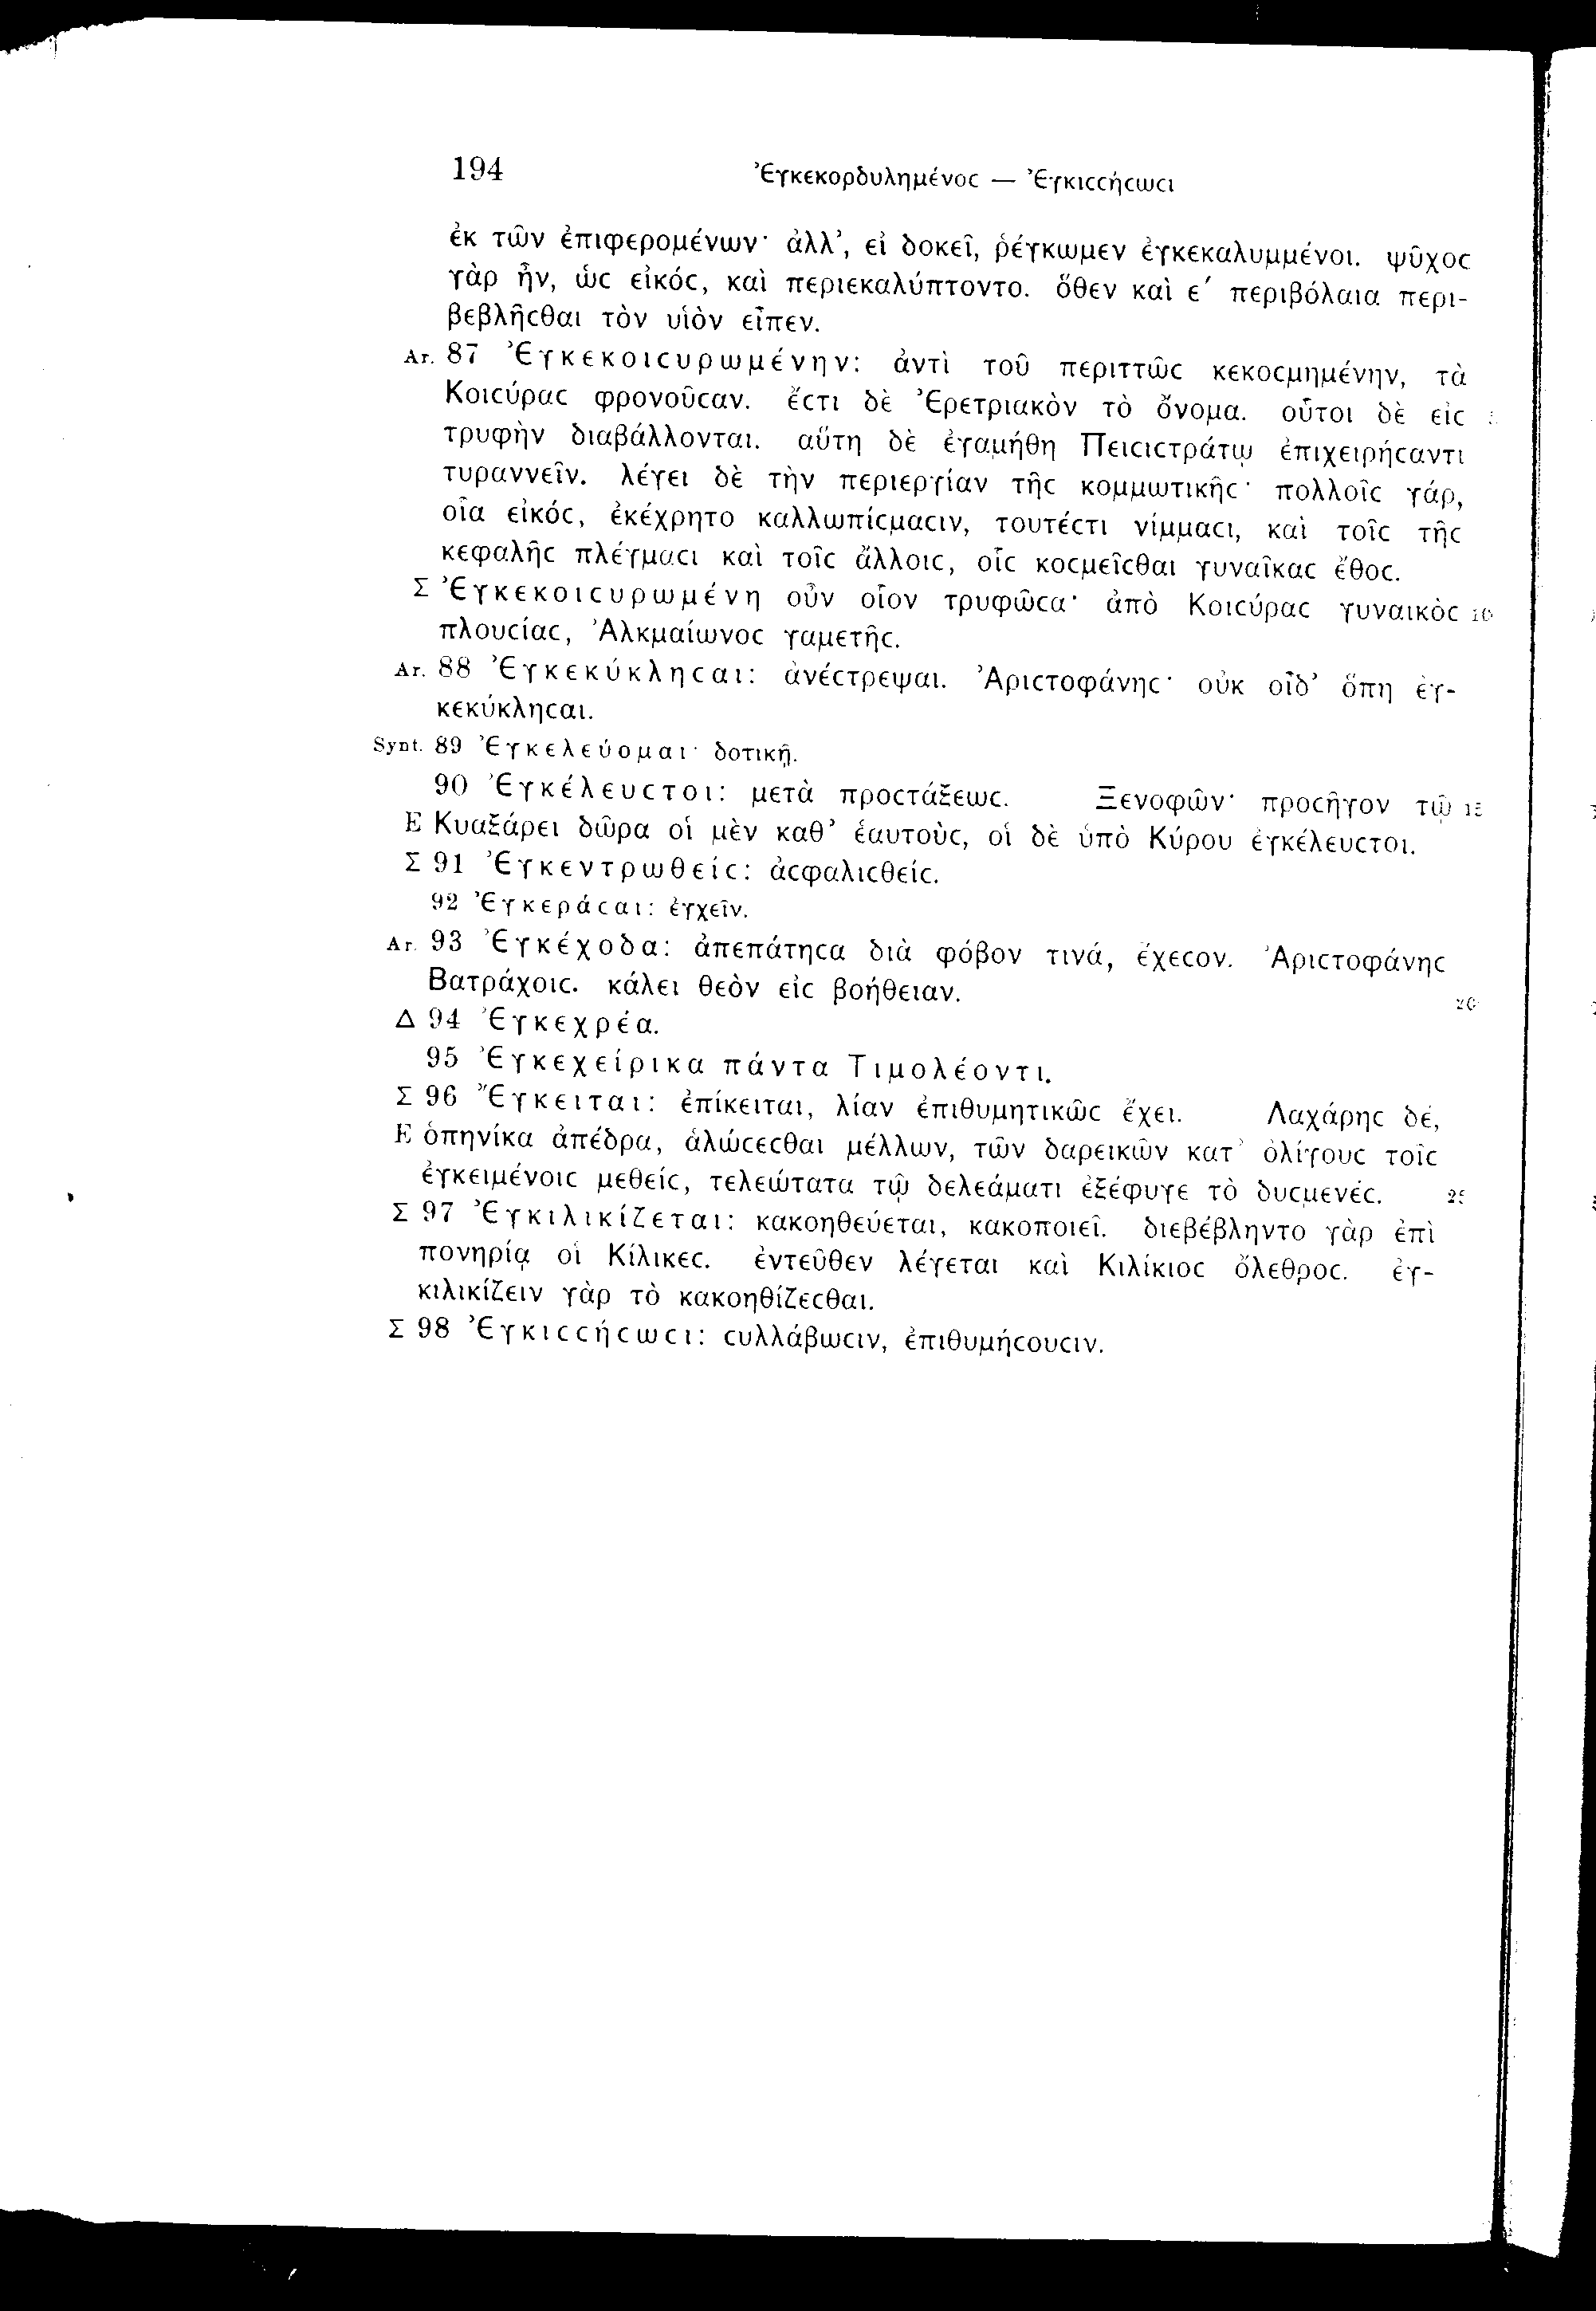 194 Ἐγκεκορδυλημένοϲ — Ἐγκιϲϲήϲωϲι
ἐκ τῶν ἐπιφερομένων· ἀλλ’, εἰ δοκεῖ, ῥέγκωμεν ἐγκεκαλυμμένοι. ψῦχοϲ
γὰρ ἦν, ὡϲ εἰκόϲ, καὶ περιεκαλύπτοντο. ὅθεν καὶ ε′ περιβόλαια περι-
βεβλῆϲθαι τὸν υἱὸν εἶπεν.
Ar. 87 Ἐγκεκοιϲυρωμένην: ἀντὶ τοῦ περιττῶϲ κεκοϲμημένην, τὰ
Κοιϲύραϲ φρονοῦϲαν. ἔϲτι δὲ Ἐρετριακὸν τὸ ὄνομα. οὗτοι δὲ εἰϲ
τρυφὴν διαβάλλονται. αὕτη δὲ ἐγαμήθη Πειϲιϲτράτῳ ἐπιχειρήϲαντι
τυραννεῖν. λέγει δὲ τὴν περιεργίαν τῆϲ κομμωτικῆϲ· πολλοῖϲ γάρ,
οἷα εἰκόϲ, ἐκέχρητο καλλωπίϲμαϲιν, τουτέϲτι νίμμαϲι, καὶ τοῖϲ τῆϲ
κεφαλῆϲ πλέγμαϲι καὶ τοῖϲ ἄλλοιϲ, οἷϲ κοϲμεῖϲθαι γυναῖκαϲ ἔθοϲ.
Σ Ἐγκεκοιϲυρωμένη οὖν οἷον τρυφῶϲα· ἀπὸ Κοιϲύραϲ γυναικὸϲ 10
πλουϲίαϲ, Ἀλκμαίωνοϲ γαμετῆϲ.
Ar. 88 Ἐγκεκύκληϲαι: ἀνέϲτρεψαι. Ἀριϲτοφάνηϲ· οὐκ οἶδ’ ὅπη ἐγ-
κεκύκληϲαι.
Synt. 89 Ἐγκελεύομαι· δοτικῇ.
90 Ἐγκέλευϲτοι: μετὰ προϲτάξεωϲ. Ξενοφῶν· προϲῆγον τῷ 15
E Κυαξάρει δῶρα οἱ μὲν καθ’ ἑαυτοὺϲ, οἱ δὲ ὑπὸ Κύρου ἐγκέλευϲτοι.
Σ 91 Ἐγκεντρωθείϲ: ἀϲφαλιϲθείϲ.
92 Ἐγκεράϲαι: ἐγχεῖν.
Ar. 93 Ἐγκέχοδα: ἀπεπάτηϲα διὰ φόβον τινά, ἔχεϲον. Ἀριϲτοφάνηϲ
Βατράχοιϲ. κάλει θεὸν εἰϲ βοήθειαν. 20
Δ 94 Ἐγκεχρέα.
95 Ἐγκεχείρικα πάντα Τιμολέοντι.
Σ 96 Ἔγκειται: ἐπίκειται, λίαν ἐπιθυμητικῶϲ ἔχει. Λαχάρηϲ δέ,
E ὁπηνίκα ἀπέδρα, ἁλώϲεϲθαι μέλλων, τῶν δαρεικῶν κατ’ ὀλίγουϲ τοῖϲ
ἐγκειμένοιϲ μεθείϲ, τελεώτατα τῷ δελεάματι ἐξέφυγε τὸ δυϲμενέϲ. 25
Σ 97 Ἐγκιλικίζεται: κακοηθεύεται, κακοποιεῖ. διεβέβληντο γὰρ ἐπὶ
πονηρίᾳ οἱ Κίλικεϲ. ἐντεῦθεν λέγεται καὶ Κιλίκιοϲ ὄλεθροϲ. ἐγ-
κιλικίζειν γὰρ τὸ κακοηθίζεϲθαι.
Σ 98 Ἐγκιϲϲήϲωϲι: ϲυλλάβωϲιν, ἐπιθυμήϲουϲιν.